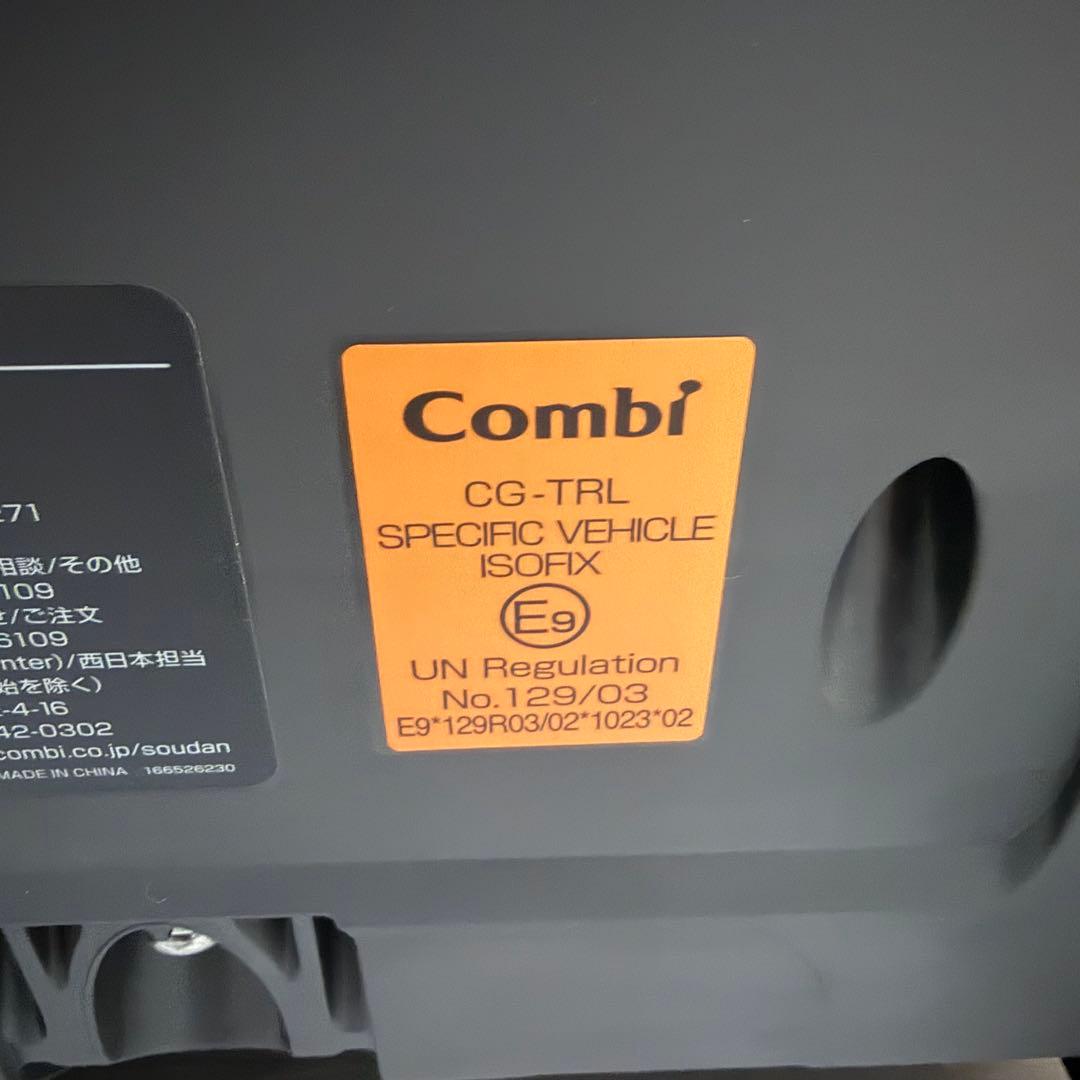 71
相談/その他
109
/ご注文
6109
nter)/西日本担当
始を除く)
-4-16
42-0302
combi.co.jp/soudan
MADE IN CHINA 166526230
Combi
CG-TRL
SPECIFIC VEHICLE
ISOFIX
E9
UN Regulation
No.129/03
E9*129R03/02*1023*02